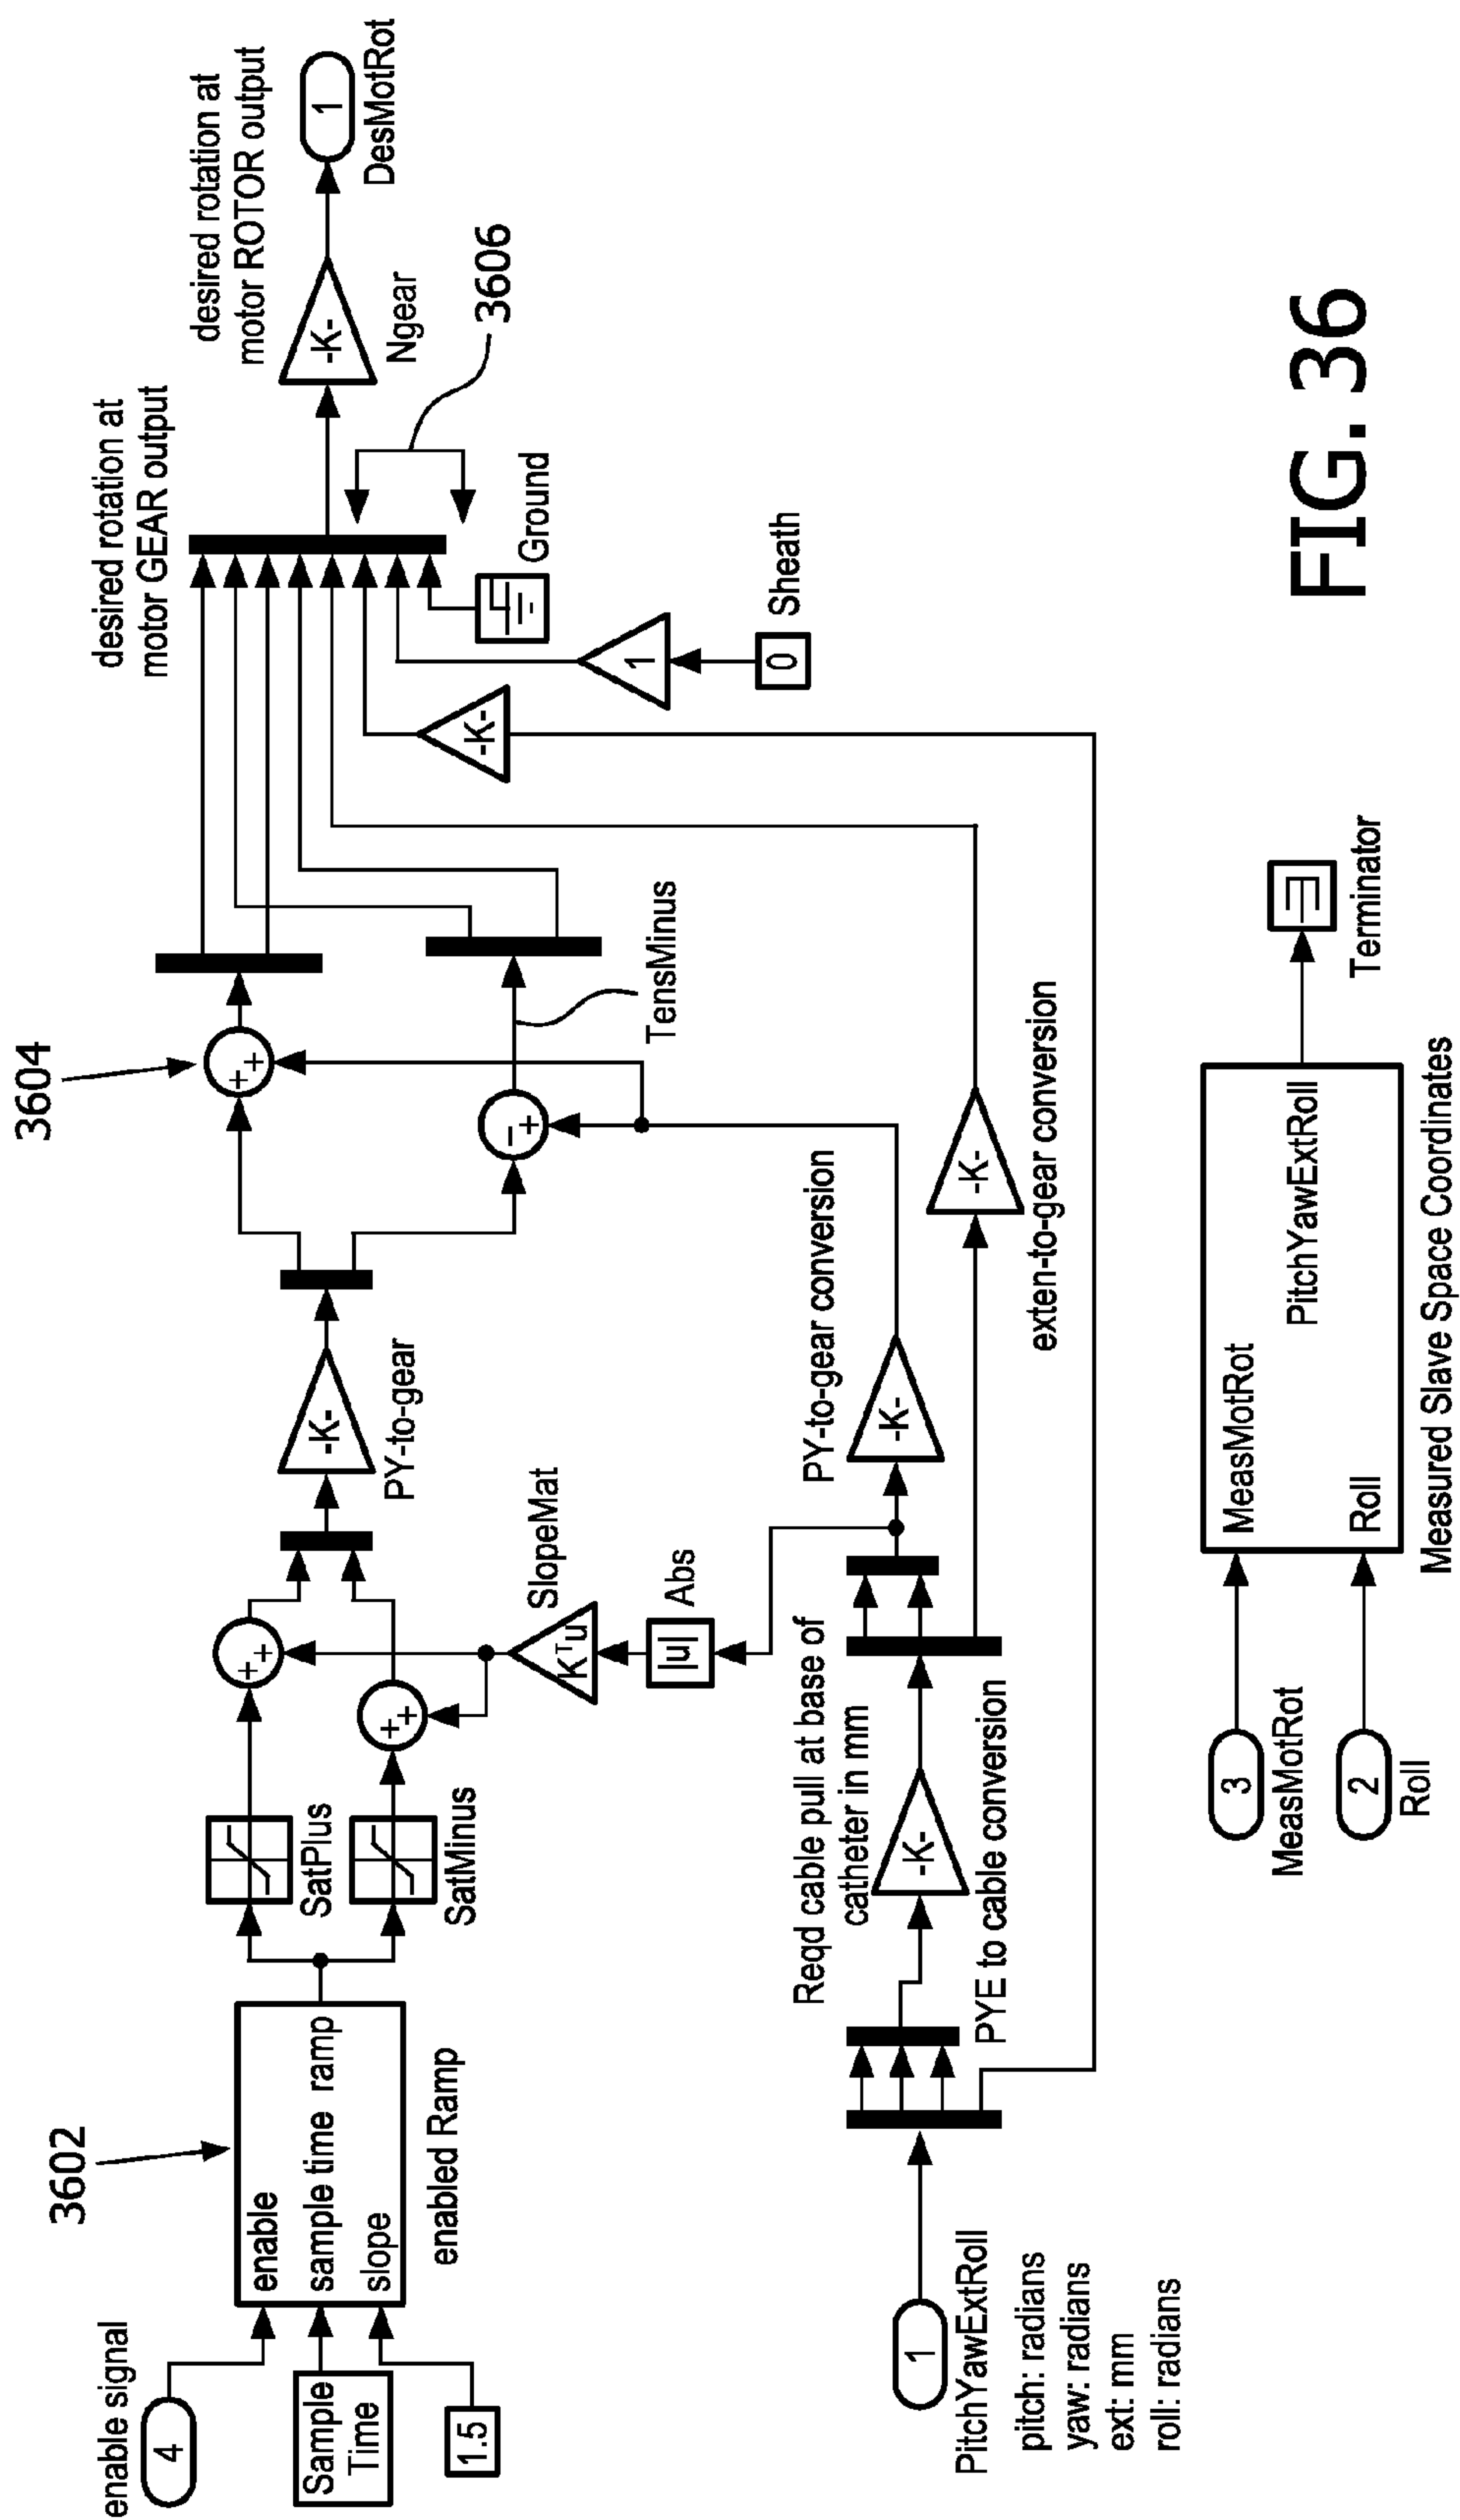 enable signal
4
Sample
Time
1.5
3602
enable
sample time ramp
slope
enabled Ramp
SatPlus
SatMinus
++
++
SlopeMat
KᵀU
Abs
|u|
-K-
PY-to-gear
3604
++
-+
TensMinus
desired rotation at
motor GEAR output
desired rotation at
motor ROTOR output
-K-
Ngear
1
DesMotRot
3606
Ground
Sheath
0
1
-K-
1
PitchYawExtRoll
pitch: radians
yaw: radians
ext: mm
roll: radians
Reqd cable pull at base of
catheter in mm
-K-
PYE to cable conversion
PY-to-gear conversion
-K-
-K-
exten-to-gear conversion
3
MeasMotRot
2
Roll
MeasMotRot
PitchYawExtRoll
Roll
Measured Slave Space Coordinates
Terminator
FIG. 36